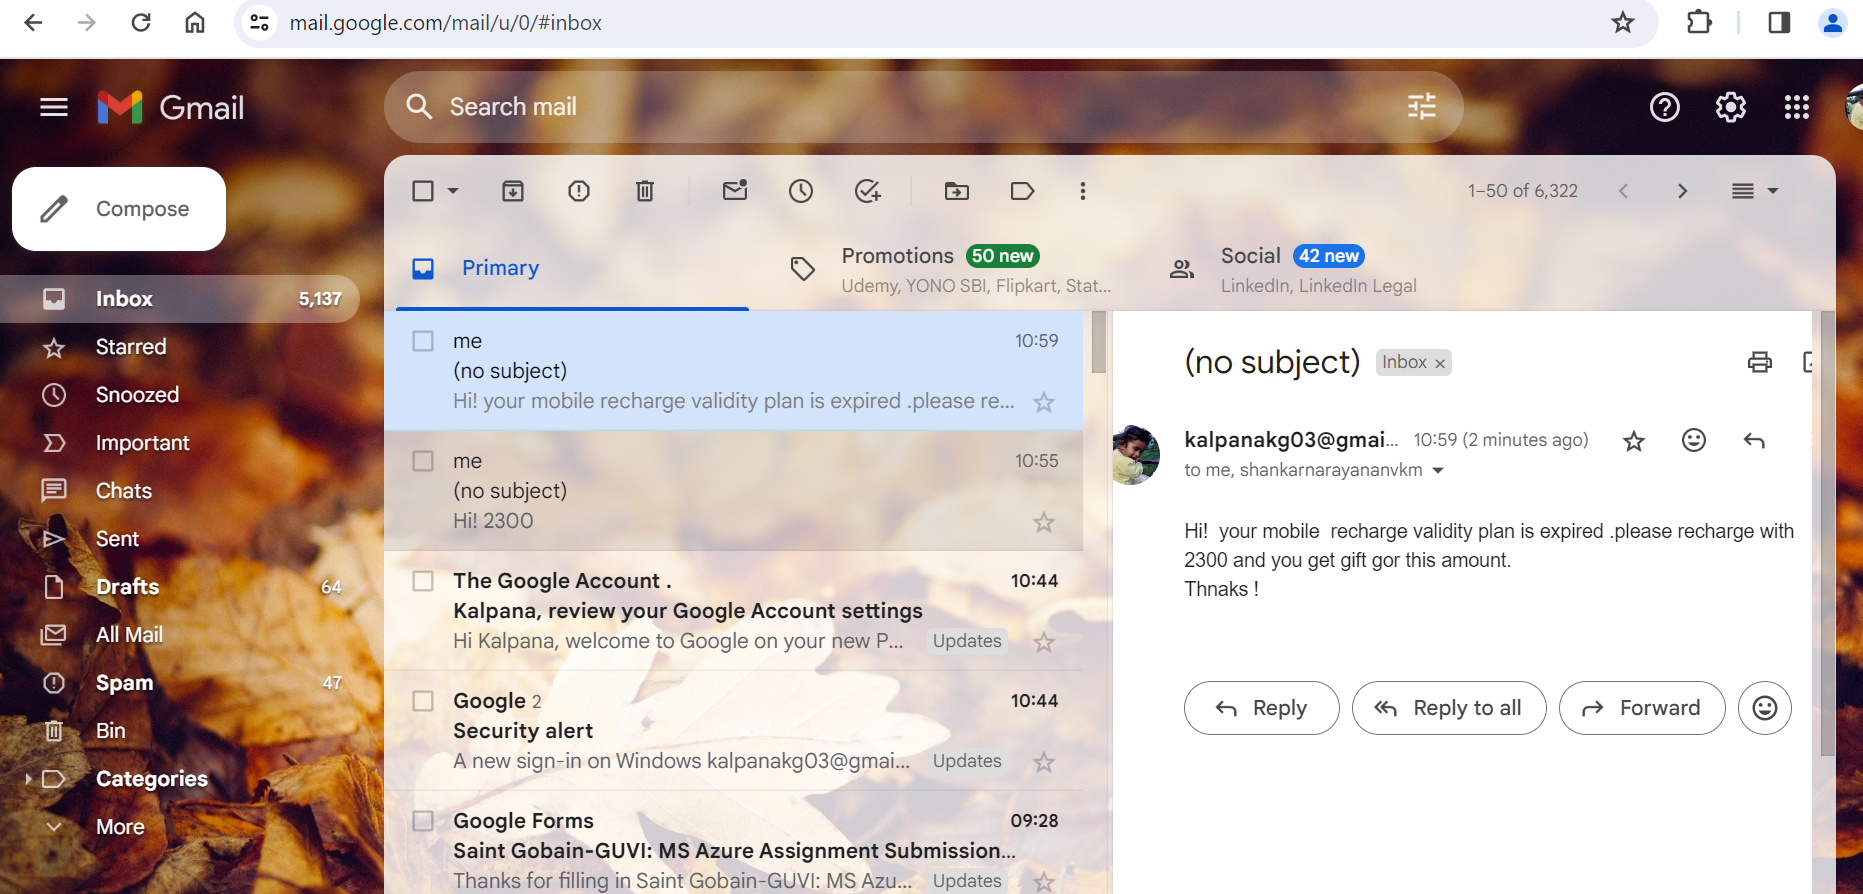 mail.google.com/mail/u/0/#inbox
Gmail
Search mail
Compose
Inbox 5,137
Starred
Snoozed
Important
Chats
Sent
Drafts 64
All Mail
Spam 47
Bin
Categories
More
1–50 of 6,322
Primary
Promotions 50 new
Udemy, YONO SBI, Flipkart, Stat...
Social 42 new
LinkedIn, LinkedIn Legal
me 10:59
(no subject)
Hi! your mobile recharge validity plan is expired .please re...
me 10:55
(no subject)
Hi! 2300
The Google Account . 10:44
Kalpana, review your Google Account settings
Hi Kalpana, welcome to Google on your new P... Updates
Google 2 10:44
Security alert
A new sign-in on Windows kalpanakg03@gmai... Updates
Google Forms 09:28
Saint Gobain-GUVI: MS Azure Assignment Submission...
Thanks for filling in Saint Gobain-GUVI: MS Azu... Updates
(no subject) Inbox ×
kalpanakg03@gmai... 10:59 (2 minutes ago)
to me, shankarnarayananvkm
Hi!  your mobile  recharge validity plan is expired .please recharge with
2300 and you get gift gor this amount.
Thnaks !
Reply Reply to all Forward